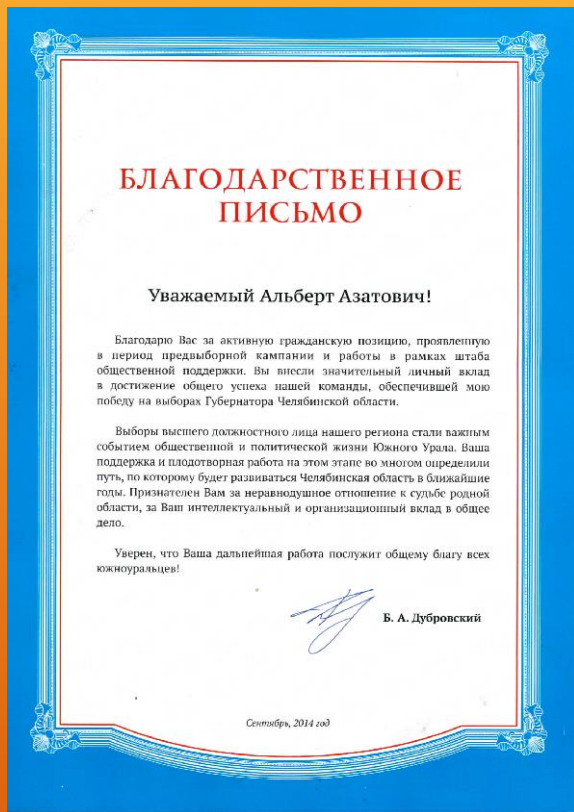 БЛАГОДАРСТВЕННОЕ
ПИСЬМО
Уважаемый Альберт Азатович!
Благодарю Вас за активную гражданскую позицию, проявленную
в период предвыборной кампании и работы в рамках штаба
общественной поддержки. Вы внесли значительный личный вклад
в достижение общего успеха нашей команды, обеспечившей мою
победу на выборах Губернатора Челябинской области.
Выборы высшего должностного лица нашего региона стали важным
событием общественной и политической жизни Южного Урала. Ваша
поддержка и плодотворная работа на этом этапе во многом определили
путь, по которому будет развиваться Челябинская область в ближайшие
годы. Признателен Вам за неравнодушное отношение к судьбе родной
области, за Ваш интеллектуальный и организационный вклад в общее
дело.
Уверен, что Ваша дальнейшая работа послужит общему благу всех
южноуральцев!
Б. А. Дубровский
Сентябрь, 2014 год